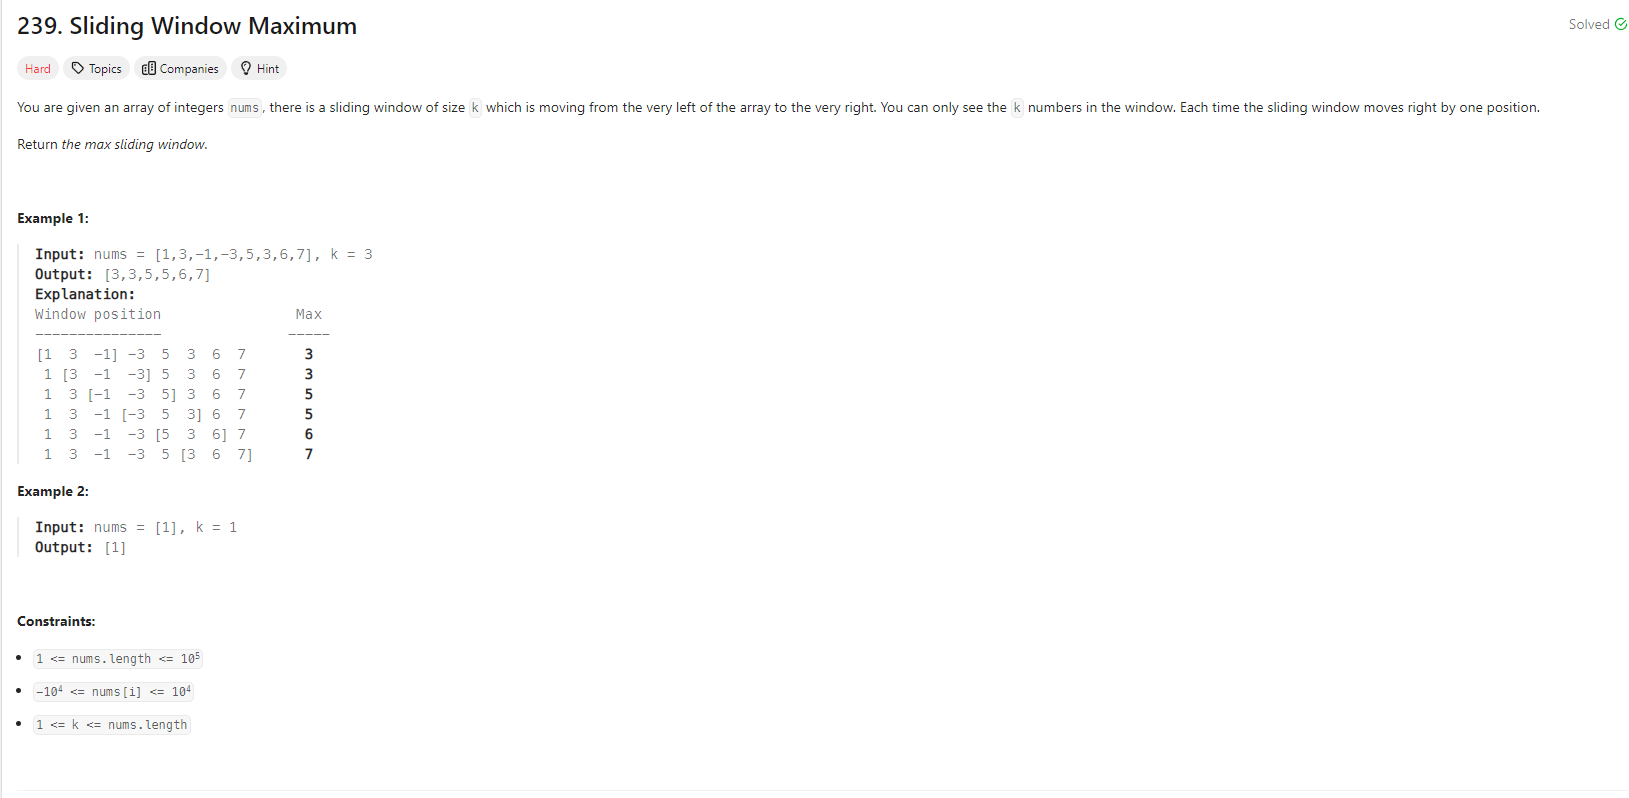 239. Sliding Window Maximum
Solved
Hard Topics Companies Hint
You are given an array of integers nums, there is a sliding window of size k which is moving from the very left of the array to the very right. You can only see the k numbers in the window. Each time the sliding window moves right by one position.
Return the max sliding window.
Example 1:
Input: nums = [1,3,-1,-3,5,3,6,7], k = 3
Output: [3,3,5,5,6,7]
Explanation:
Window position                Max
---------------               -----
[1  3  -1] -3  5  3  6  7       3
 1 [3  -1  -3] 5  3  6  7       3
 1  3 [-1  -3  5] 3  6  7       5
 1  3  -1 [-3  5  3] 6  7       5
 1  3  -1  -3 [5  3  6] 7       6
 1  3  -1  -3  5 [3  6  7]      7
Example 2:
Input: nums = [1], k = 1
Output: [1]
Constraints:
• 1 <= nums.length <= 10⁵
• -10⁴ <= nums[i] <= 10⁴
• 1 <= k <= nums.length